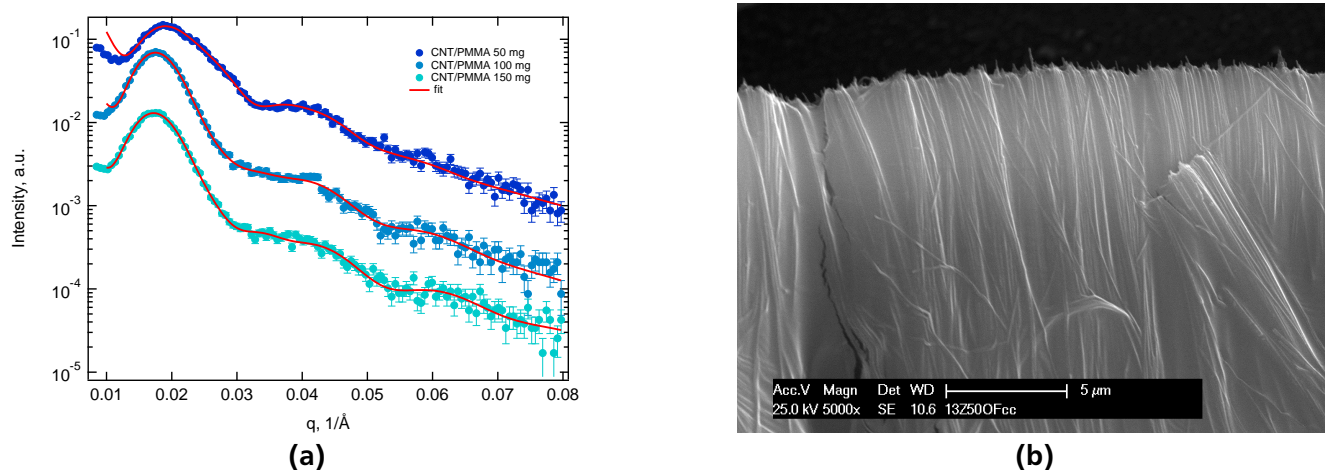 Intensity, a.u.
10⁻¹
10⁻²
10⁻³
10⁻⁴
10⁻⁵
CNT/PMMA 50 mg
CNT/PMMA 100 mg
CNT/PMMA 150 mg
fit
0.01 0.02 0.03 0.04 0.05 0.06 0.07 0.08
q, 1/Å
(a)
Acc.V Magn Det WD 5 µm
25.0 kV 5000x SE 10.6 13Z50OFcc
(b)